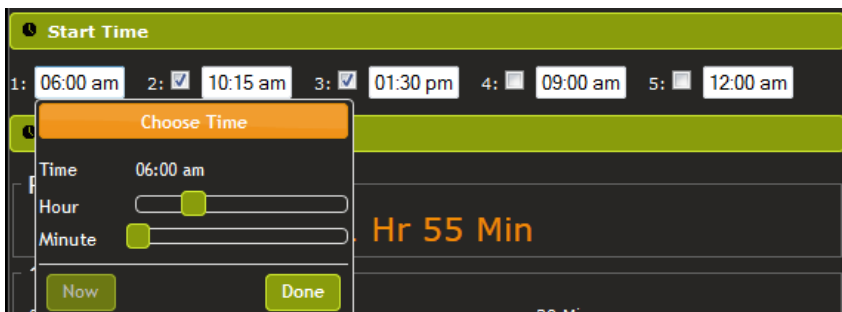 Start Time
1: 06:00 am 2: 10:15 am 3: 01:30 pm 4: 09:00 am 5: 12:00 am
Choose Time
Time 06:00 am
Hour
Hr 55 Min
Minute
Now Done